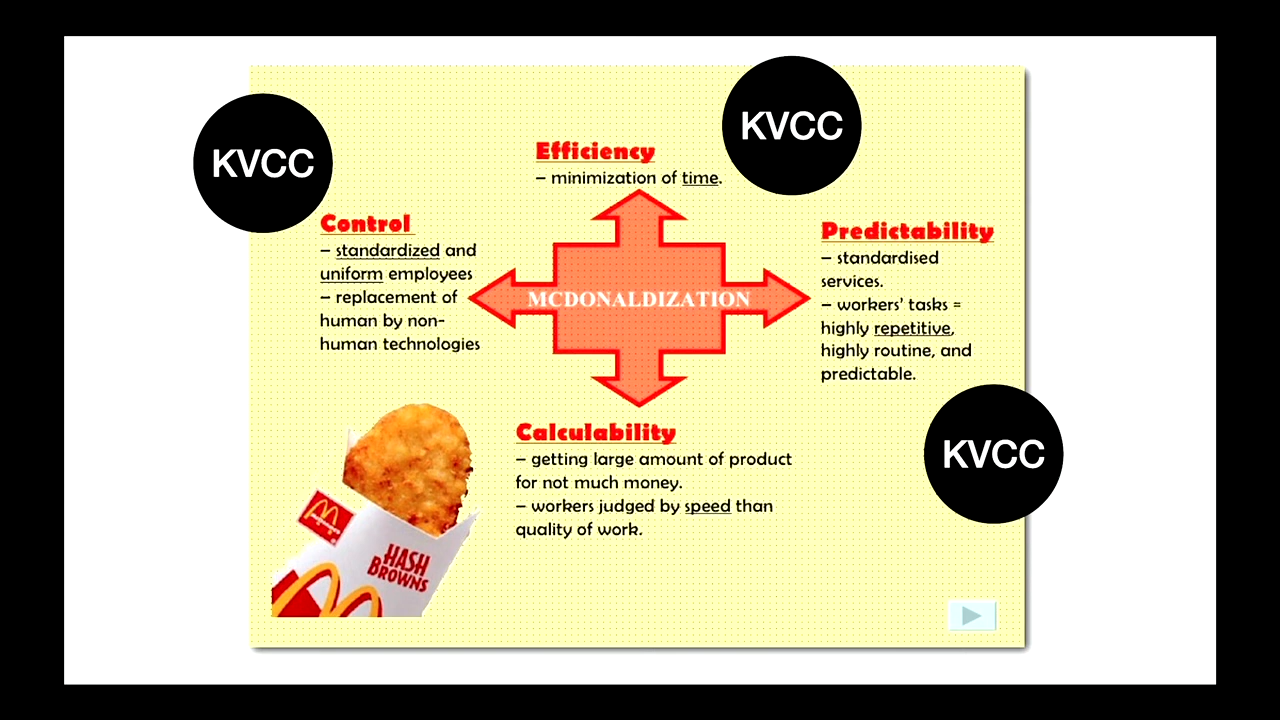 KVCC
KVCC
Efficiency
– minimization of time.
Control
– standardized and
uniform employees
– replacement of
human by non-
human technologies
MCDONALDIZATION
Predictability
– standardised
services.
– workers' tasks =
highly repetitive,
highly routine, and
predictable.
KVCC
Calculability
– getting large amount of product
for not much money.
– workers judged by speed than
quality of work.
HASH
BROWNS